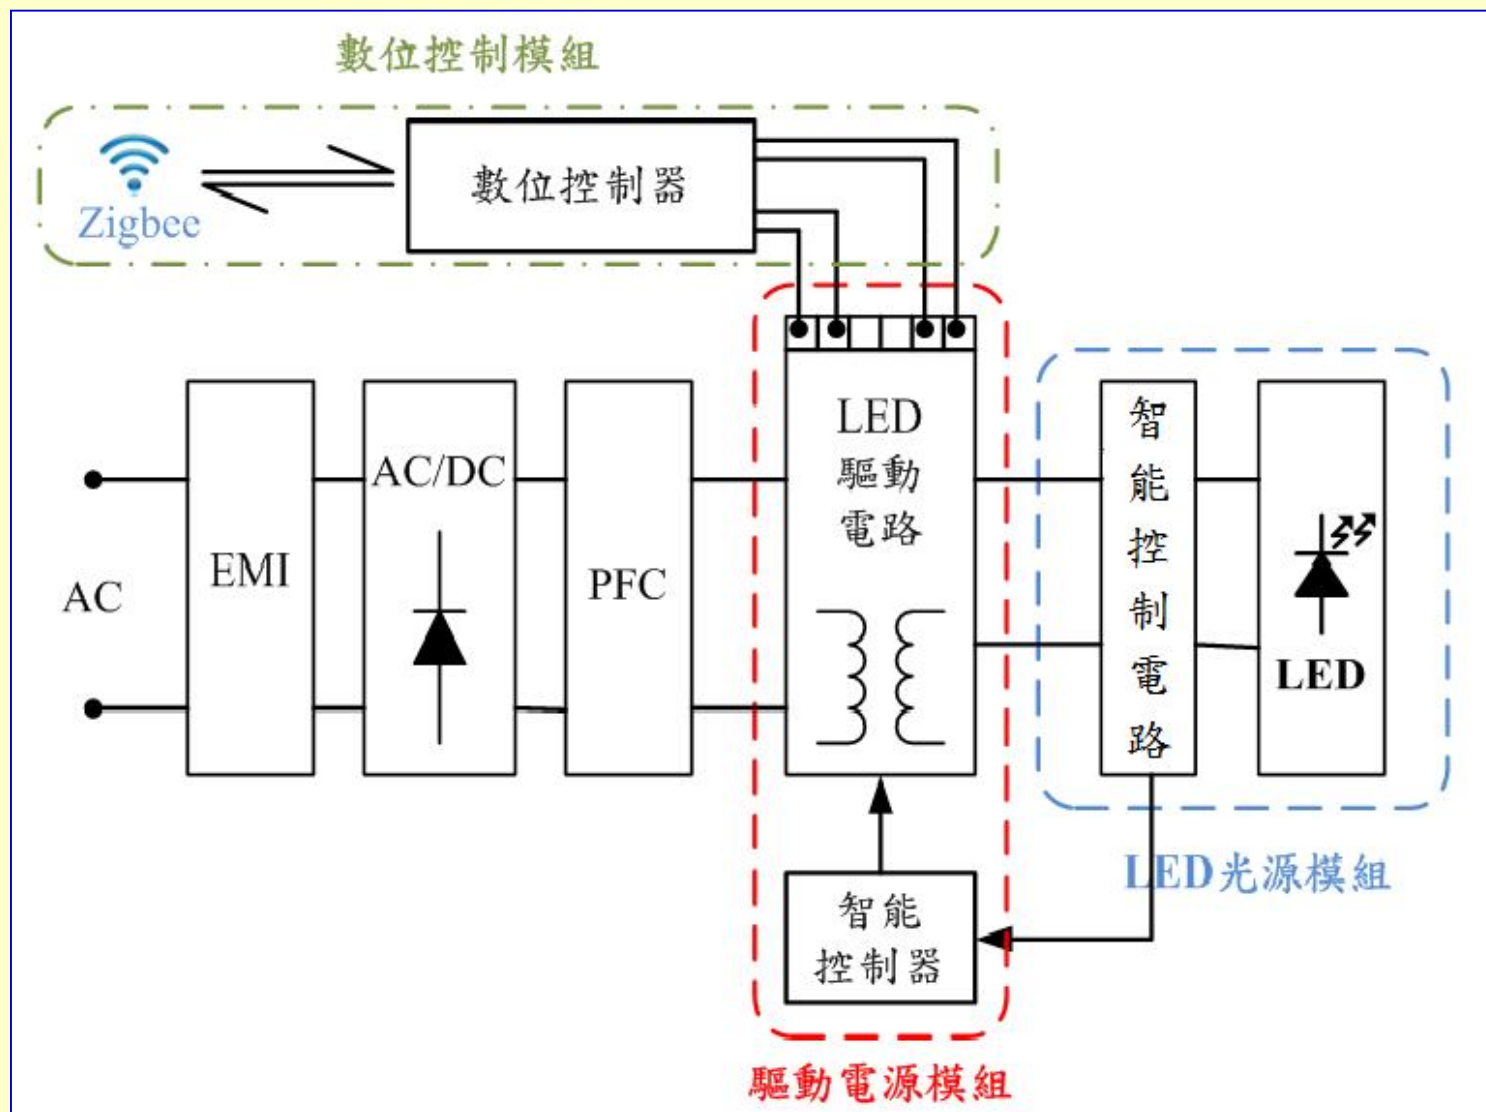 數位控制模組
Zigbee
數位控制器
AC
EMI
AC/DC
PFC
LED
驅動
電路
智能控制電路
LED
LED光源模組
智能
控制器
驅動電源模組